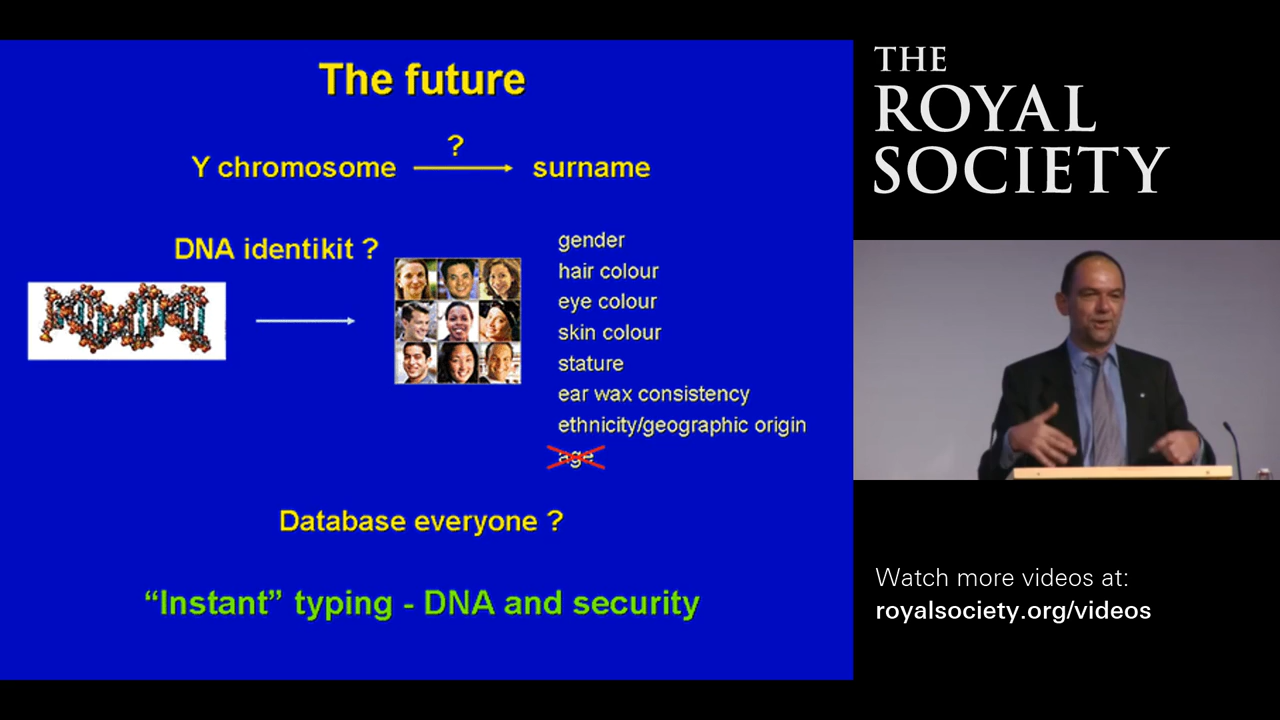 The future
?
Y chromosome surname
DNA identikit ?
gender
hair colour
eye colour
skin colour
stature
ear wax consistency
ethnicity/geographic origin
age
Database everyone ?
“Instant” typing - DNA and security
THE
ROYAL
SOCIETY
Watch more videos at:
royalsociety.org/videos